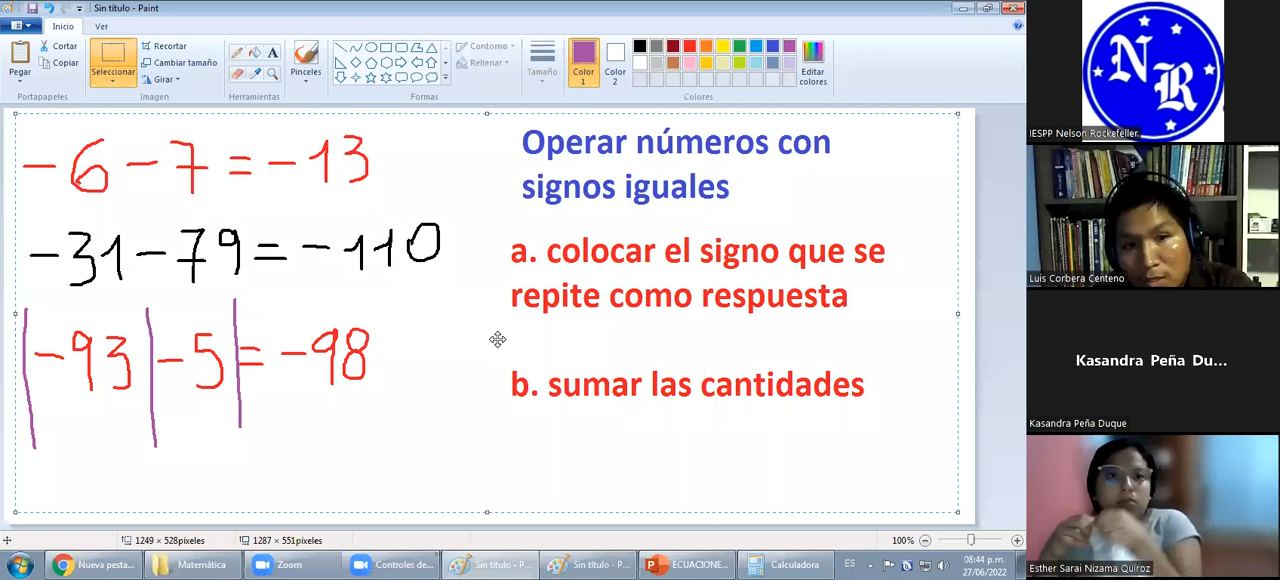 Sin título - Paint
Inicio
Ver
Pegar
Cortar
Copiar
Portapapeles
Seleccionar
Recortar
Cambiar tamaño
Girar
Imagen
A
Herramientas
Pinceles
Contorno
Rellenar
Formas
Tamaño
Color
1
Color
2
Editar
colores
Colores
-6-7=-13
-31-79=-110
|-93|-5|=-98
Operar números con
signos iguales
a. colocar el signo que se
repite como respuesta
b. sumar las cantidades
NR
IESPP Nelson Rockefeller
Luis Corbera Centeno
Kasandra Peña Du...
Kasandra Peña Duque
Esther Sarai Nizama Quiroz
1249 × 528píxeles
1287 × 551píxeles
100%
Nueva pesta...
Matemática
Zoom
Controles de...
Sin título - P...
Sin título - P...
ECUACIONE...
Calculadora
ES
08:44 p.m.
27/06/2022